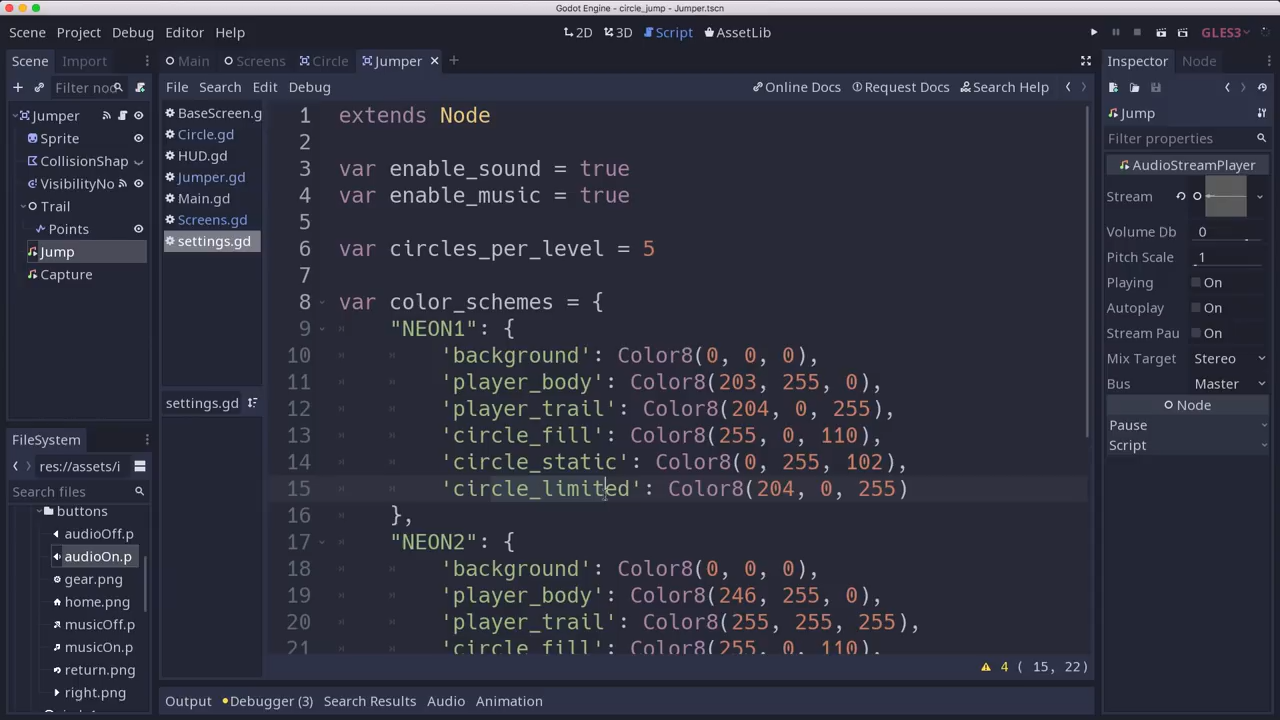 Godot Engine - circle_jump - Jumper.tscn
Scene Project Debug Editor Help
2D 3D Script AssetLib
GLES3
Scene Import
Main Screens Circle Jumper
Inspector Node
Filter no
File Search Edit Debug
Online Docs Request Docs Search Help
Jumper
Sprite
CollisionShap
VisibilityNo
Trail
Points
Jump
Capture
BaseScreen.g
Circle.gd
HUD.gd
Jumper.gd
Main.gd
Screens.gd
settings.gd
settings.gd
1 extends Node
2
3 var enable_sound = true
4 var enable_music = true
5
6 var circles_per_level = 5
7
8 var color_schemes = {
9 "NEON1": {
10 'background': Color8(0, 0, 0),
11 'player_body': Color8(203, 255, 0),
12 'player_trail': Color8(204, 0, 255),
13 'circle_fill': Color8(255, 0, 110),
14 'circle_static': Color8(0, 255, 102),
15 'circle_limited': Color8(204, 0, 255)
16 },
17 "NEON2": {
18 'background': Color8(0, 0, 0),
19 'player_body': Color8(246, 255, 0),
20 'player_trail': Color8(255, 255, 255),
21 'circle_fill': Color8(255, 0, 110),
4 ( 15, 22)
FileSystem
res://assets/i
Search files
buttons
audioOff.p
audioOn.p
gear.png
home.png
musicOff.p
musicOn.p
return.png
right.png
Output Debugger (3) Search Results Audio Animation
Jump
Filter properties
AudioStreamPlayer
Stream
Volume Db 0
Pitch Scale 1
Playing On
Autoplay On
Stream Pau On
Mix Target Stereo
Bus Master
Node
Pause
Script